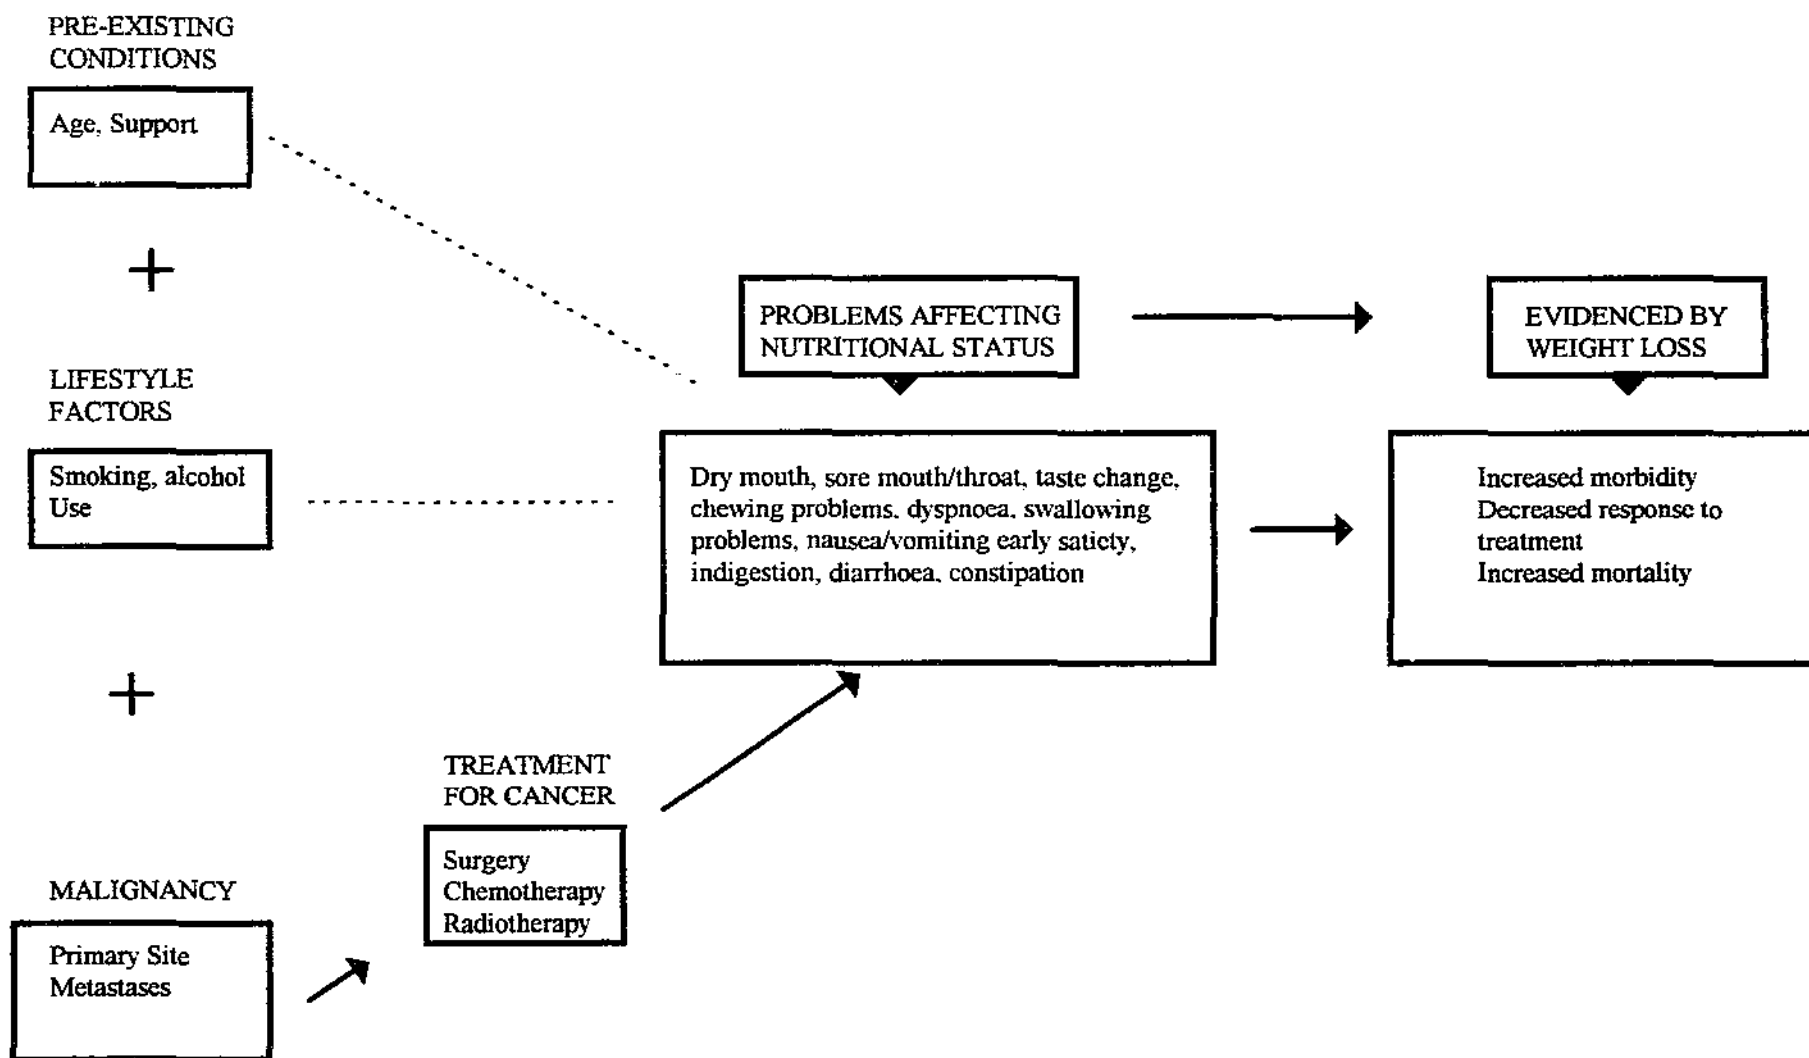 PRE-EXISTING
CONDITIONS
Age, Support
+
LIFESTYLE
FACTORS
Smoking, alcohol
Use
+
MALIGNANCY
Primary Site
Metastases
TREATMENT
FOR CANCER
Surgery
Chemotherapy
Radiotherapy
PROBLEMS AFFECTING
NUTRITIONAL STATUS
Dry mouth, sore mouth/throat, taste change,
chewing problems, dyspnoea, swallowing
problems, nausea/vomiting early satiety,
indigestion, diarrhoea, constipation
EVIDENCED BY
WEIGHT LOSS
Increased morbidity
Decreased response to
treatment
Increased mortality